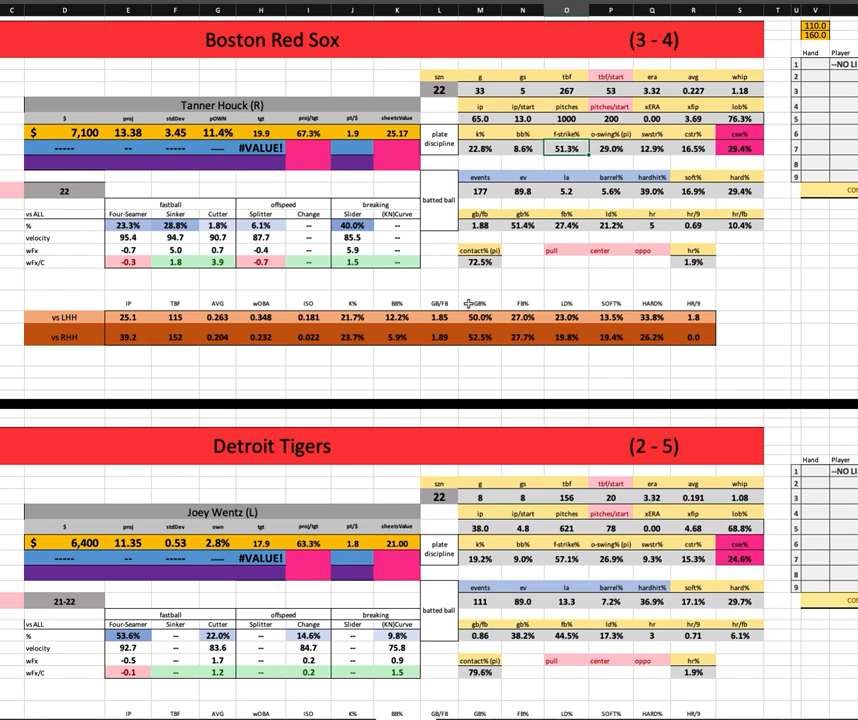 C D E F G H I J K L M N O P Q R S T U V
Boston Red Sox (3 - 4) 110.0
160.0
Hand Player
szn g gs tbf tbf/start era avg whip 1 --NO LI
22 33 5 267 53 3.32 0.227 1.18 2
3
Tanner Houck (R) ip ip/start pitches pitches/start xERA xfip lob% 4
$ proj stdDev pOWN tgt proj/tgt pt/$ sheetsValue 65.0 13.0 1000 200 0.00 3.69 76.3% 5
$ 7,100 13.38 3.45 11.4% 19.9 67.3% 1.9 25.17 plate discipline k% bb% f-strike% o-swing% (pi) swstr% cstr% csw% 6
----- -- ----- — #VALUE! 22.8% 8.6% 51.3% 29.0% 12.9% 16.5% 29.4% 7
8
events ev la barrel% hardhit% soft% hard% 9
22 batted ball 177 89.8 5.2 5.6% 39.0% 16.9% 29.4% CO
fastball offspeed breaking
vs ALL Four-Seamer Sinker Cutter Splitter Change Slider (KN)Curve gb/fb gb% fb% ld% hr hr/9 hr/fb
% 23.3% 28.8% 1.8% 6.1% -- 40.0% -- 1.88 51.4% 27.4% 21.2% 5 0.69 10.4%
velocity 95.4 94.7 90.7 87.7 -- 85.5 --
wFx -0.7 5.0 0.7 -0.4 -- 5.9 -- contact% (pi) pull center oppo hr%
wFx/C -0.3 1.8 3.9 -0.7 -- 1.5 -- 72.5% 1.9%
IP TBF AVG wOBA ISO K% BB% GB/FB GB% FB% LD% SOFT% HARD% HR/9
vs LHH 25.1 115 0.263 0.348 0.181 21.7% 12.2% 1.85 50.0% 27.0% 23.0% 13.5% 33.8% 1.8
vs RHH 39.2 152 0.204 0.232 0.022 23.7% 5.9% 1.89 52.5% 27.7% 19.8% 19.4% 26.2% 0.0
Detroit Tigers (2 - 5)
Hand Player
1 --NO LI
szn g gs tbf tbf/start era avg whip 2
22 8 8 156 20 3.32 0.191 1.08 3
Joey Wentz (L) ip ip/start pitches pitches/start xERA xfip lob% 4
$ proj stdDev own tgt proj/tgt pt/$ sheetsValue 38.0 4.8 621 78 0.00 4.68 68.8% 5
$ 6,400 11.35 0.53 2.8% 17.9 63.3% 1.8 21.00 plate discipline k% bb% f-strike% o-swing% (pi) swstr% cstr% csw% 6
----- -- ----- — #VALUE! 19.2% 9.0% 57.1% 26.9% 9.3% 15.3% 24.6% 7
8
events ev la barrel% hardhit% soft% hard% 9
21-22 batted ball 111 89.0 13.3 7.2% 36.9% 17.1% 29.7% CO
fastball offspeed breaking
vs ALL Four-Seamer Sinker Cutter Splitter Change Slider (KN)Curve gb/fb gb% fb% ld% hr hr/9 hr/fb
% 53.6% -- 22.0% -- 14.6% -- 9.8% 0.86 38.2% 44.5% 17.3% 3 0.71 6.1%
velocity 92.7 -- 83.6 -- 84.7 -- 75.8
wFx -0.5 -- 1.7 -- 0.2 -- 0.9 contact% (pi) pull center oppo hr%
wFx/C -0.1 -- 1.2 -- 0.2 -- 1.5 79.6% 1.9%
IP TBF AVG wOBA ISO K% BB% GB/FB GB% FB% LD% SOFT% HARD% HR/9